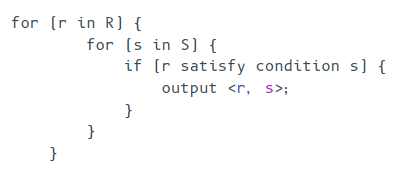 for [r in R] {
for [s in S] {
if [r satisfy condition s] {
output <r, s>;
}
}
}